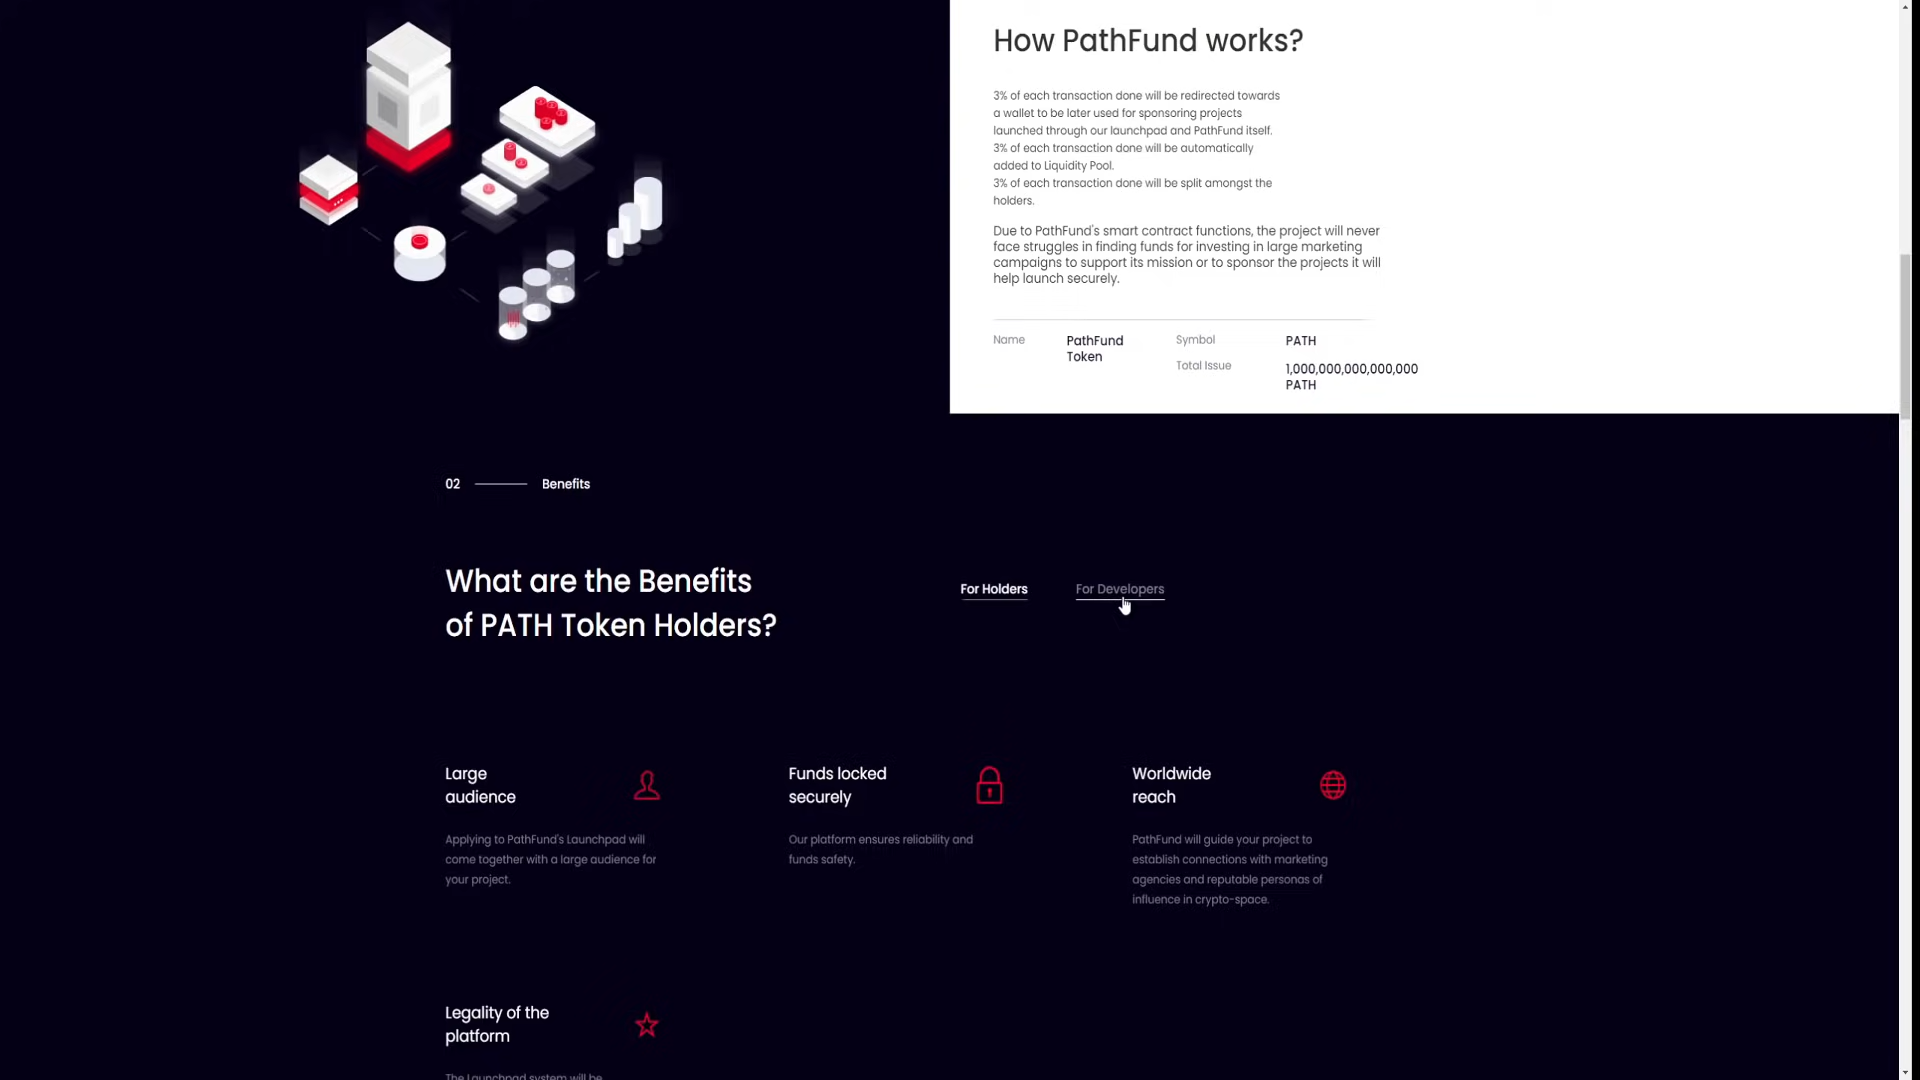 How PathFund works?
3% of each transaction done will be redirected towards
a wallet to be later used for sponsoring projects
launched through our launchpad and PathFund itself.
3% of each transaction done will be automatically
added to Liquidity Pool.
3% of each transaction done will be split amongst the
holders.
Due to PathFund's smart contract functions, the project will never
face struggles in finding funds for investing in large marketing
campaigns to support its mission or to sponsor the projects it will
help launch securely.
Name
PathFund
Token
Symbol
PATH
Total Issue
1,000,000,000,000,000
PATH
02
Benefits
What are the Benefits
of PATH Token Holders?
For Holders
For Developers
Large
audience
Applying to PathFund's Launchpad will
come together with a large audience for
your project.
Funds locked
securely
Our platform ensures reliability and
funds safety.
Worldwide
reach
PathFund will guide your project to
establish connections with marketing
agencies and reputable personas of
influence in crypto-space.
Legality of the
platform
The Launchpad system will be